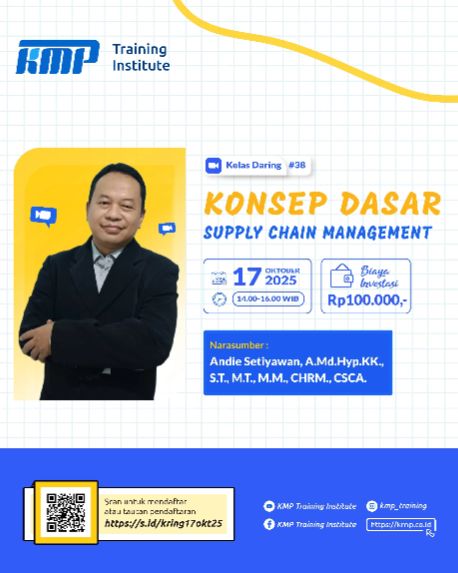 KMP Training
Institute
Kelas Daring #38
KONSEP DASAR
SUPPLY CHAIN MANAGEMENT
17 OKTOBER
2025
14.00-16.00 WIB
Biaya
Investasi
Rp100.000,-
Narasumber :
Andie Setiyawan, A.Md.Hyp.KK.,
S.T., M.T., M.M., CHRM., CSCA.
Scan untuk mendaftar
atau tautan pendaftaran
https://s.id/kring17okt25
KMP Training Institute
kmp_training
KMP Training Institute
https://kmp.co.id